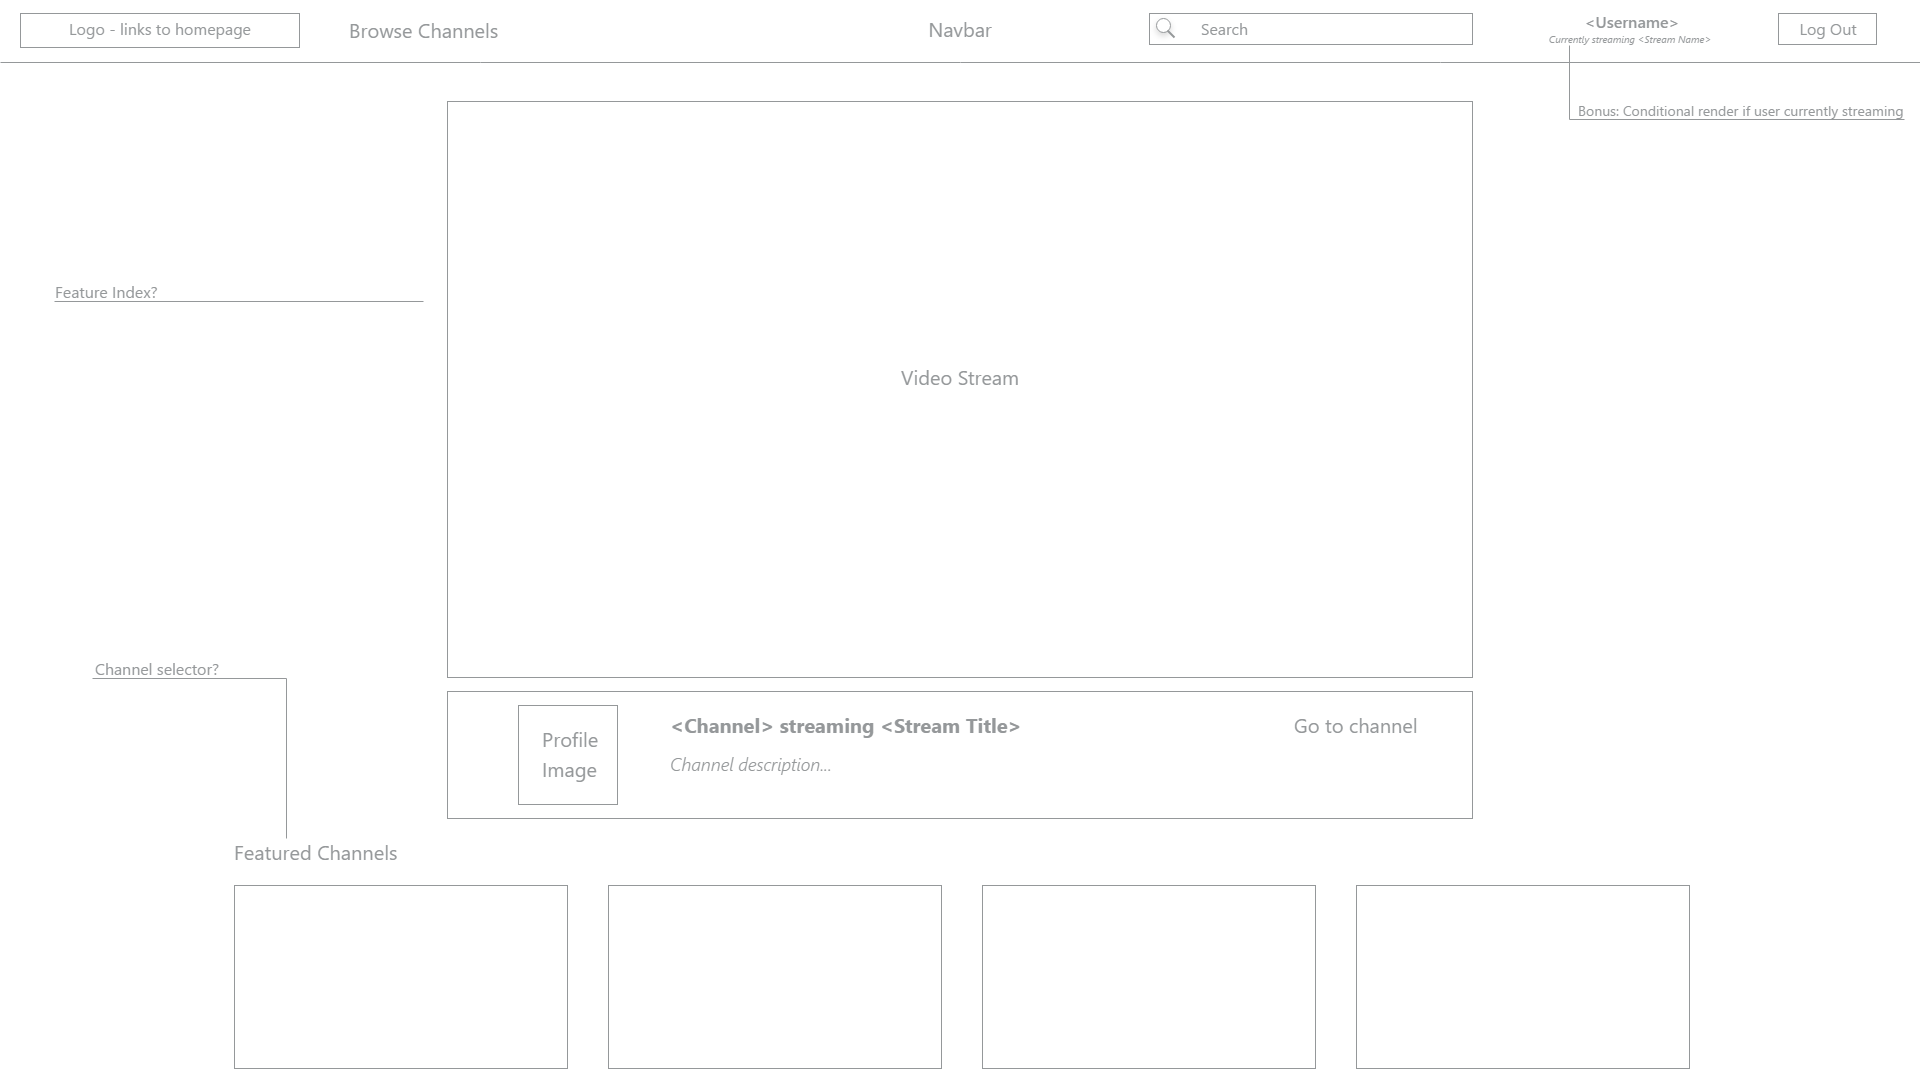 Logo - links to homepage
Browse Channels
Navbar
Search
<Username>
Currently streaming <Stream Name>
Log Out
Bonus: Conditional render if user currently streaming
Feature Index?
Video Stream
Channel selector?
Profile
Image
<Channel> streaming <Stream Title>
Channel description...
Go to channel
Featured Channels